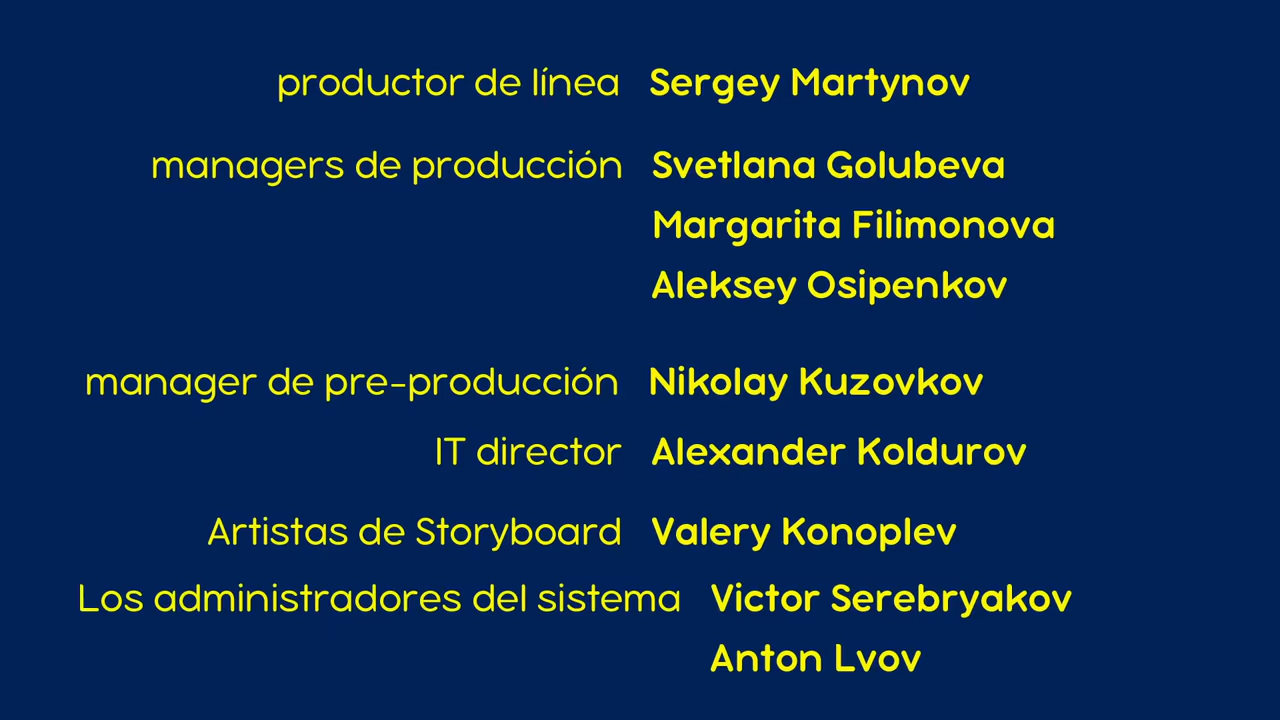 productor de línea Sergey Martynov
managers de producción Svetlana Golubeva
Margarita Filimonova
Aleksey Osipenkov
manager de pre-producción Nikolay Kuzovkov
IT director Alexander Koldurov
Artistas de Storyboard Valery Konoplev
Los administradores del sistema Victor Serebryakov
Anton Lvov